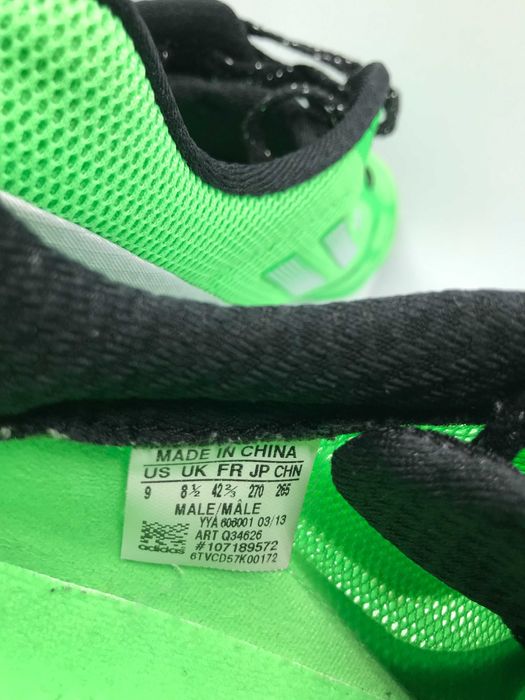 MADE IN CHINA
US UK FR JP CHN
9 8½ 42⅔ 270 265
MALE/MÂLE
YYA 606001 03/13
ART Q34626
#107189572
adidas 6TVCD57K00172